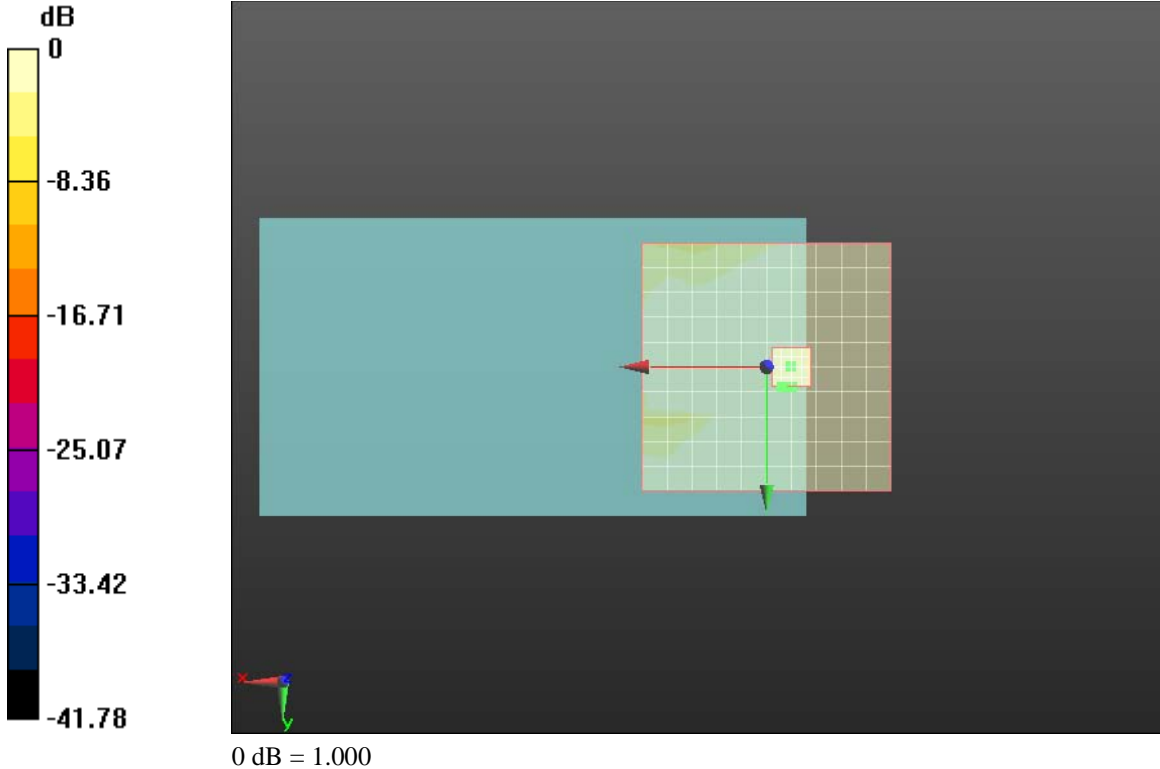 dB
0
-8.36
-16.71
-25.07
-33.42
-41.78
x
z
y
0 dB = 1.000